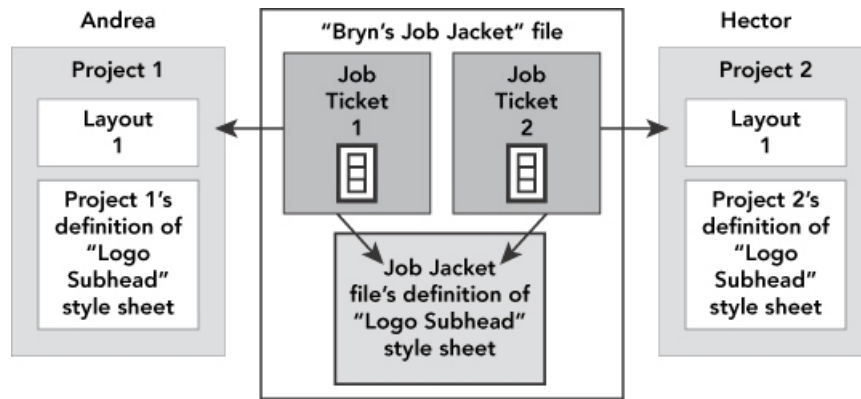 Andrea
Project 1
Layout
1
Project 1's
definition of
“Logo
Subhead”
style sheet
“Bryn's Job Jacket” file
Job
Ticket
1
Job
Ticket
2
Job Jacket
file's definition of
“Logo Subhead”
style sheet
Hector
Project 2
Layout
1
Project 2's
definition of
“Logo
Subhead”
style sheet